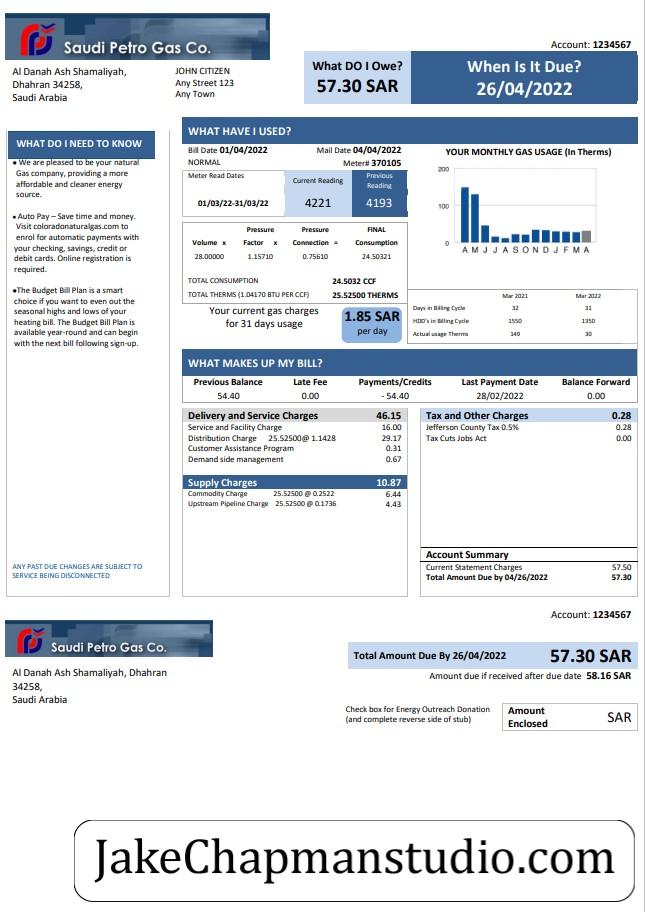 Saudi Petro Gas Co.
Al Danah Ash Shamaliyah,
Dhahran 34258,
Saudi Arabia
JOHN CITIZEN
Any Street 123
Any Town
Account: 1234567
What DO I Owe?
57.30 SAR
When Is It Due?
26/04/2022
WHAT DO I NEED TO KNOW
• We are pleased to be your natural
Gas company, providing a more
affordable and cleaner energy
source.
• Auto Pay – Save time and money.
Visit coloradonaturalgas.com to
enrol for automatic payments with
your checking, savings, credit or
debit cards. Online registration is
required.
•The Budget Bill Plan is a smart
choice if you want to even out the
seasonal highs and lows of your
heating bill. The Budget Bill Plan is
available year-round and can begin
with the next bill following sign-up.
ANY PAST DUE CHANGES ARE SUBJECT TO
SERVICE BEING DISCONNECTED
WHAT HAVE I USED?
Bill Date 01/04/2022 Mail Date 04/04/2022
NORMAL Meter# 370105
Meter Read Dates Current Reading Previous
Reading
01/03/22-31/03/22 4221 4193
Pressure Pressure FINAL
Volume x Factor x Connection = Consumption
28.00000 1.15710 0.75610 24.50321
TOTAL CONSUMPTION 24.5032 CCF
TOTAL THERMS (1.04170 BTU PER CCF) 25.52500 THERMS
Your current gas charges
for 31 days usage
1.85 SAR
per day
YOUR MONTHLY GAS USAGE (In Therms)
200
100
0
A M J J A S O N D J F M A
Mar 2021 Mar 2022
Days in Billing Cycle 32 31
HDD's in Billing Cycle 1550 1350
Actual usage Therms 149 30
WHAT MAKES UP MY BILL?
Previous Balance Late Fee Payments/Credits Last Payment Date Balance Forward
54.40 0.00 - 54.40 28/02/2022 0.00
Delivery and Service Charges 46.15
Service and Facility Charge 16.00
Distribution Charge 25.52500@ 1.1428 29.17
Customer Assistance Program 0.31
Demand side management 0.67
Supply Charges 10.87
Commodity Charge 25.52500 @ 0.2522 6.44
Upstream Pipeline Charge 25.52500 @ 0.1736 4.43
Tax and Other Charges 0.28
Jefferson County Tax 0.5% 0.28
Tax Cuts Jobs Act 0.00
Account Summary
Current Statement Charges 57.50
Total Amount Due by 04/26/2022 57.30
Account: 1234567
Saudi Petro Gas Co.
Al Danah Ash Shamaliyah, Dhahran
34258,
Saudi Arabia
Total Amount Due By 26/04/2022 57.30 SAR
Amount due if received after due date 58.16 SAR
Check box for Energy Outreach Donation
(and complete reverse side of stub)
Amount
Enclosed
SAR
JakeChapmanstudio.com